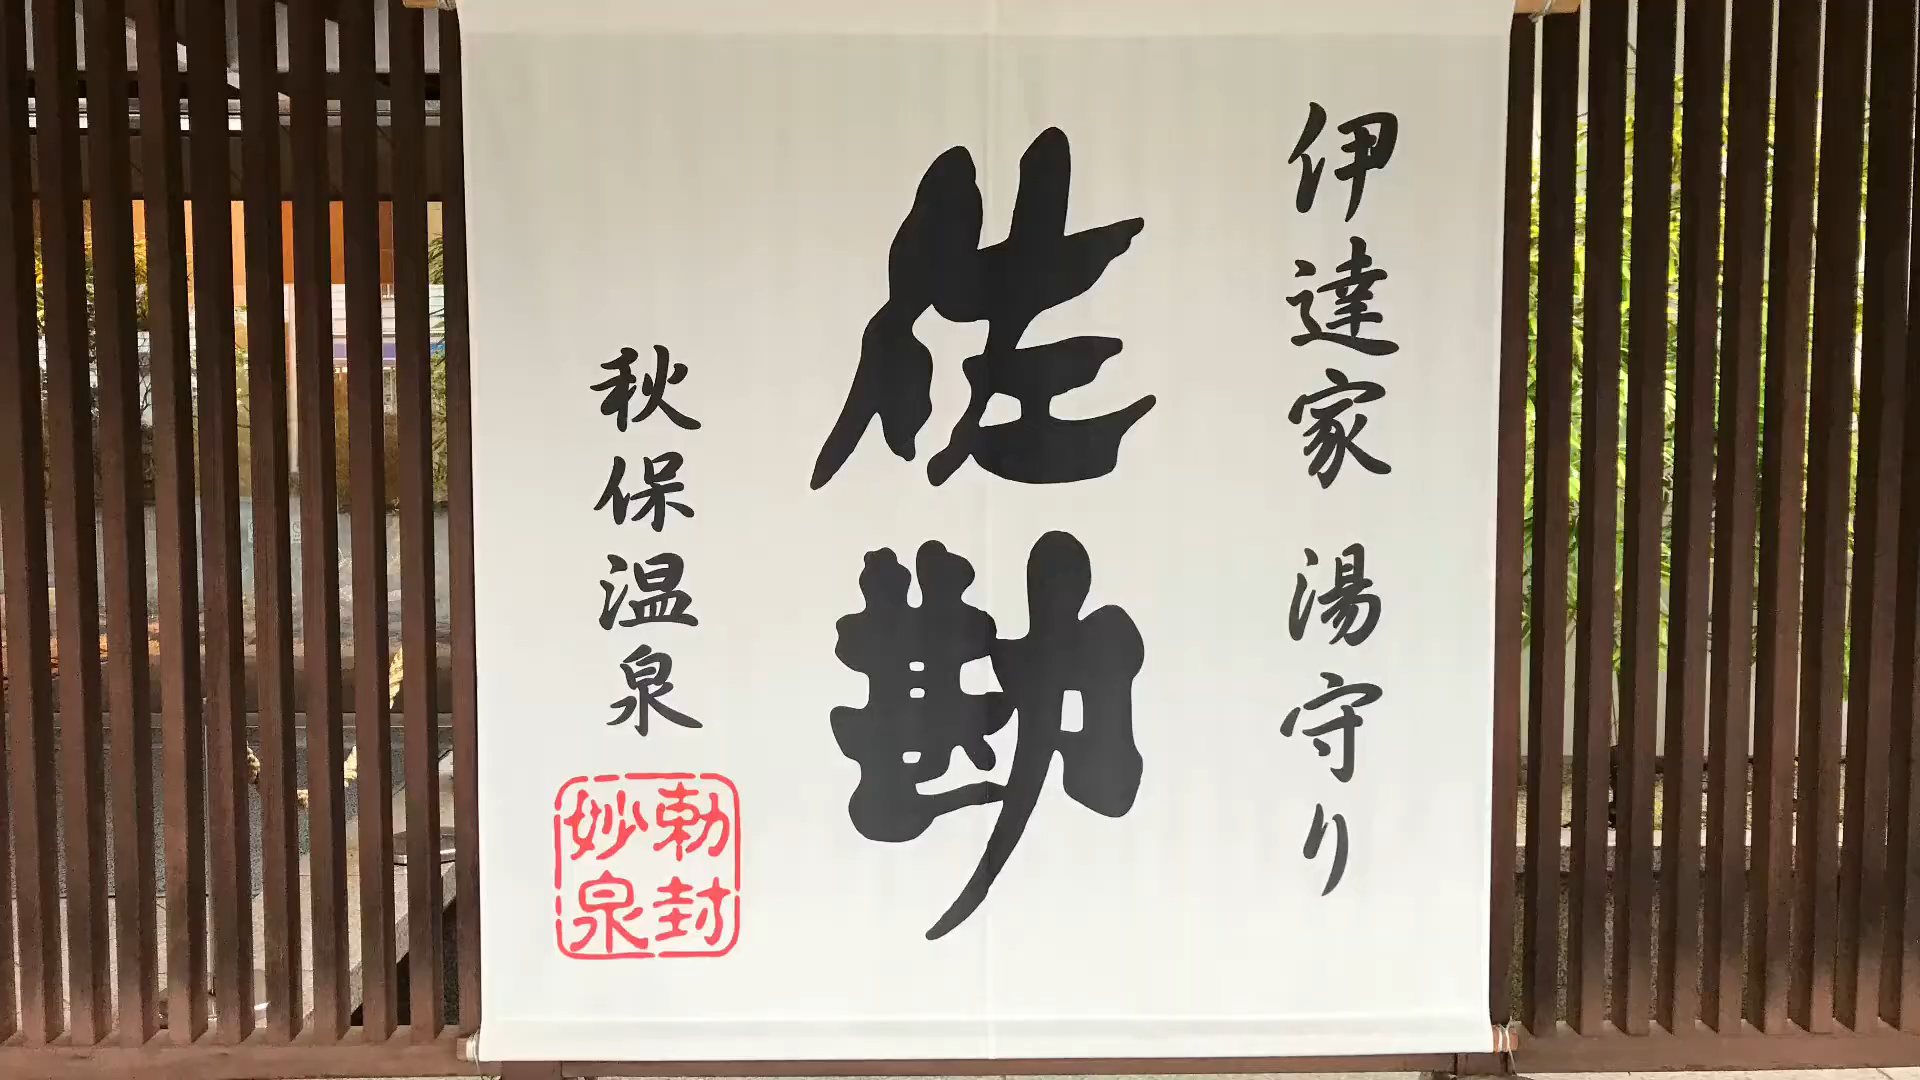 伊達家 湯守り
佐勘
秋保温泉
勅封
妙泉